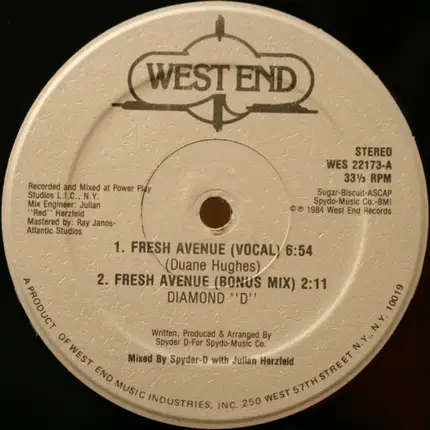 WEST END
STEREO
WES 22173-A
33⅓ RPM
Sugar-Biscuit-ASCAP
Spydo-Music Co.-BMI
©℗ 1984 West End Records
Recorded and Mixed at Power Play
Studios L.I.C., N.Y.
Mix Engineer: Julian
"Red" Herzfeld
Mastered by: Ray Janos-
Atlantic Studios
1. FRESH AVENUE (VOCAL) 6:54
(Duane Hughes)
2. FRESH AVENUE (BONUS MIX) 2:11
DIAMOND "D"
Written, Produced & Arranged By
Spyder D-For Spydo-Music Co.
Mixed By Spyder-D with Julian Herzfeld
A PRODUCT OF WEST END MUSIC INDUSTRIES, INC. 250 WEST 57TH STREET N.Y., N.Y. 10019